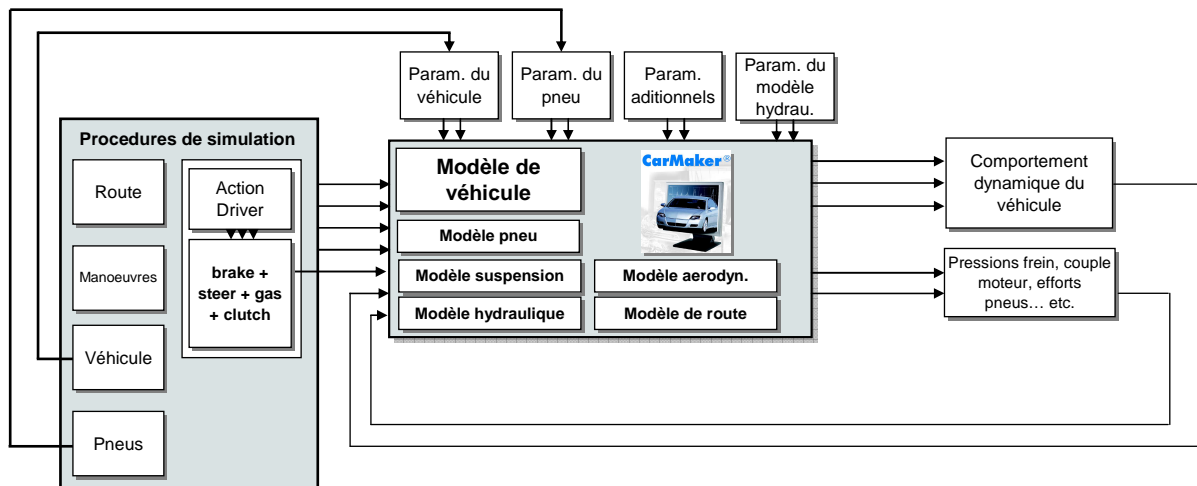 Param. du
véhicule
Param. du
pneu
Param.
aditionnels
Param. du
modèle
hydrau.
Procedures de simulation
Route
Manoeuvres
Véhicule
Pneus
Action
Driver
brake +
steer + gas
+ clutch
Modèle de
véhicule
Modèle pneu
Modèle suspension
Modèle hydraulique
CarMaker®
Modèle aerodyn.
Modèle de route
Comportement
dynamique du
véhicule
Pressions frein, couple
moteur, efforts
pneus… etc.